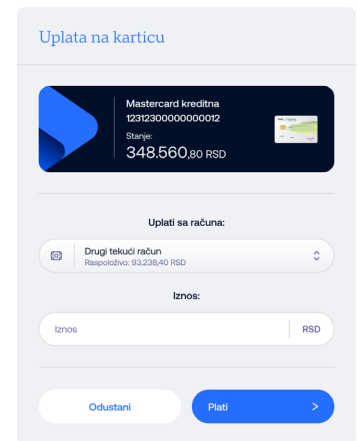 Uplata na karticu
Mastercard kreditna
12312300000000012
Stanje:
348.560,80 RSD
Uplati sa računa:
Drugi tekući račun
Raspoloživo: 93.238,40 RSD
Iznos:
Iznos
RSD
Odustani
Plati